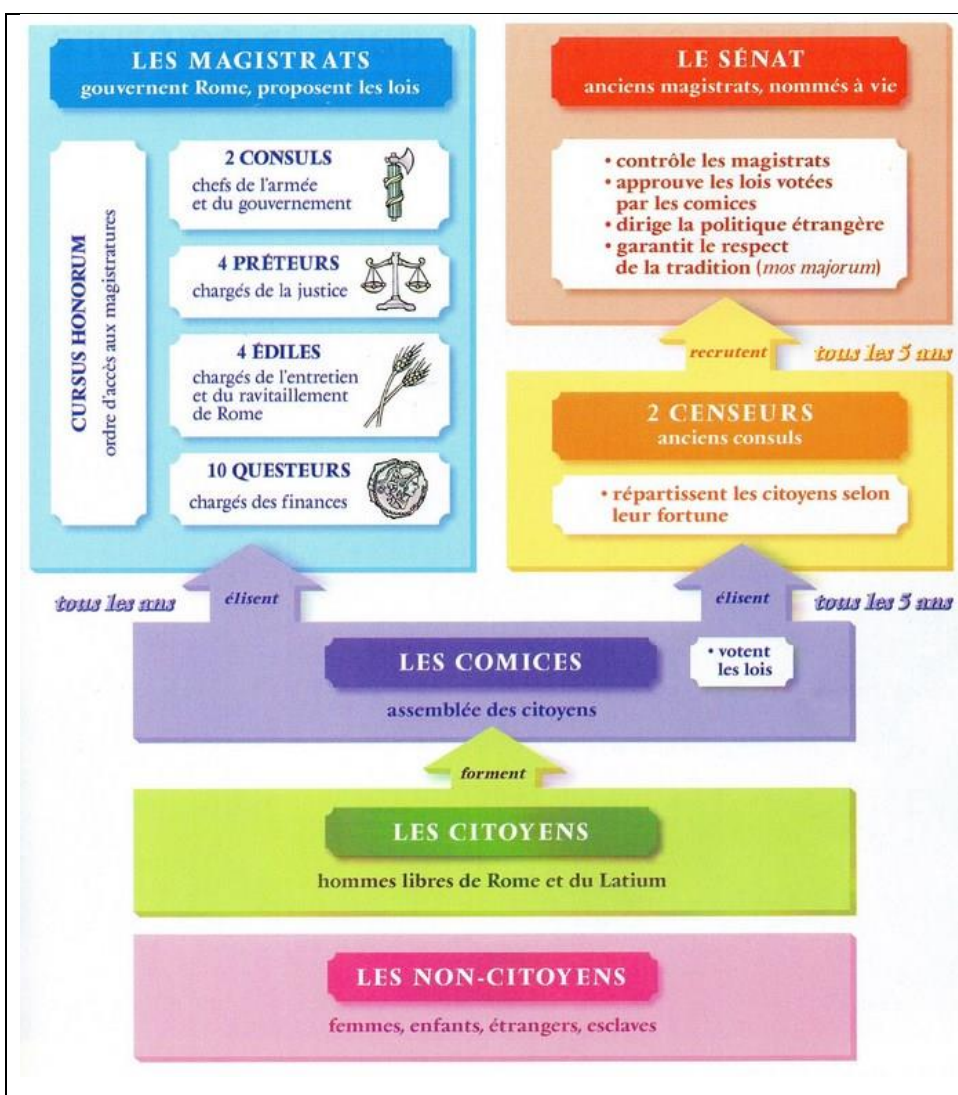 LES MAGISTRATS
gouvernent Rome, proposent les lois
CURSUS HONORUM
ordre d'accès aux magistratures
2 CONSULS
chefs de l'armée
et du gouvernement
4 PRÉTEURS
chargés de la justice
4 ÉDILES
chargés de l'entretien
et du ravitaillement
de Rome
10 QUESTEURS
chargés des finances
LE SÉNAT
anciens magistrats, nommés à vie
• contrôle les magistrats
• approuve les lois votées
par les comices
• dirige la politique étrangère
• garantit le respect
de la tradition (mos majorum)
recrutent
tous les 5 ans
2 CENSEURS
anciens consuls
• répartissent les citoyens selon
leur fortune
tous les ans
élisent
élisent
tous les 5 ans
LES COMICES
assemblée des citoyens
• votent
les lois
forment
LES CITOYENS
hommes libres de Rome et du Latium
LES NON-CITOYENS
femmes, enfants, étrangers, esclaves